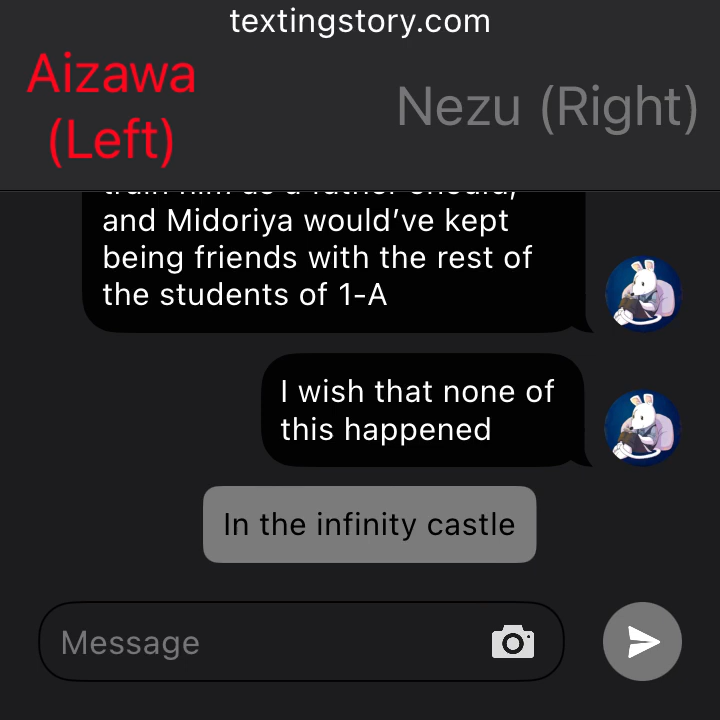 textingstory.com
Aizawa
(Left)
Nezu (Right)
and Midoriya would’ve kept
being friends with the rest of
the students of 1-A
I wish that none of
this happened
In the infinity castle
Message